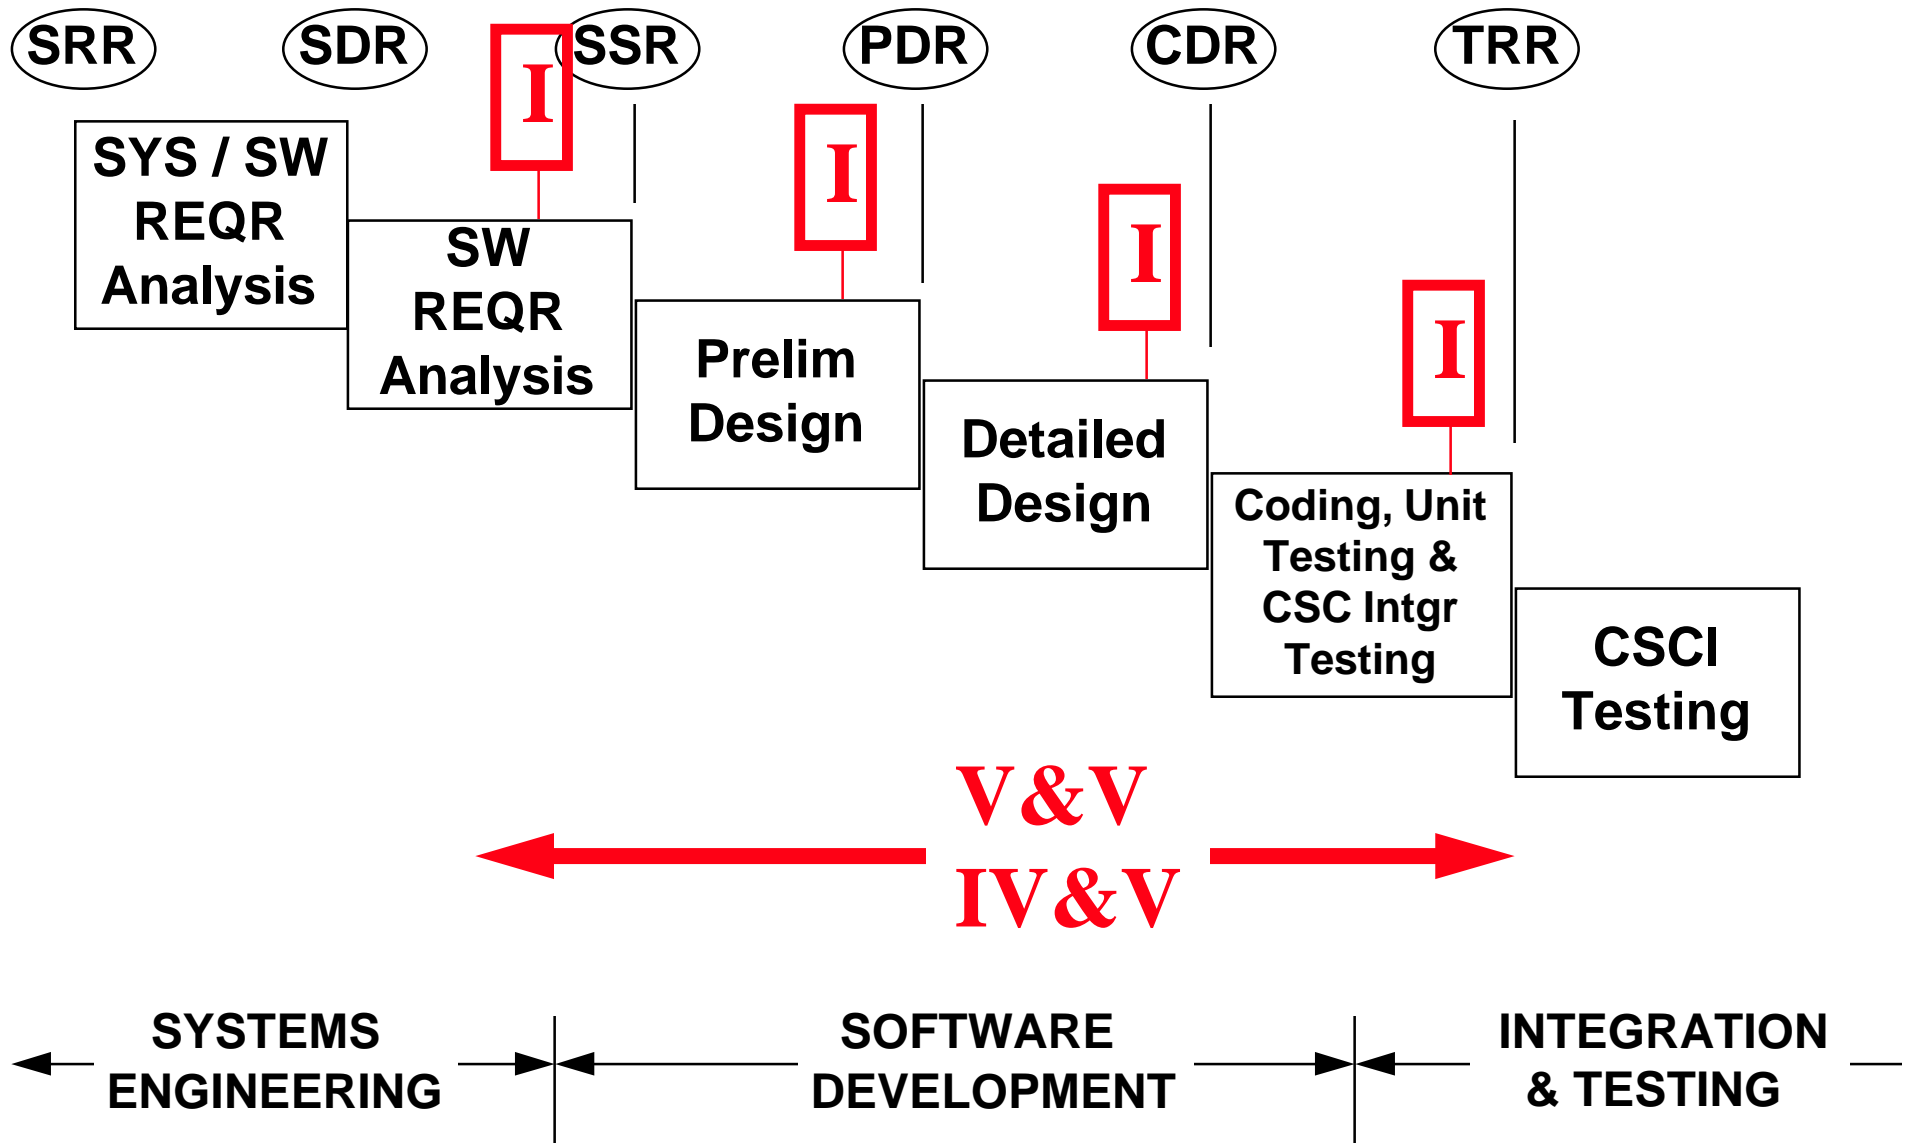 SRR
SDR
SSR
PDR
CDR
TRR
I
I
I
I
SYS / SW
REQR
Analysis
SW
REQR
Analysis
Prelim
Design
Detailed
Design
Coding, Unit
Testing &
CSC Intgr
Testing
CSCI
Testing
V&V
IV&V
SYSTEMS
ENGINEERING
SOFTWARE
DEVELOPMENT
INTEGRATION
& TESTING